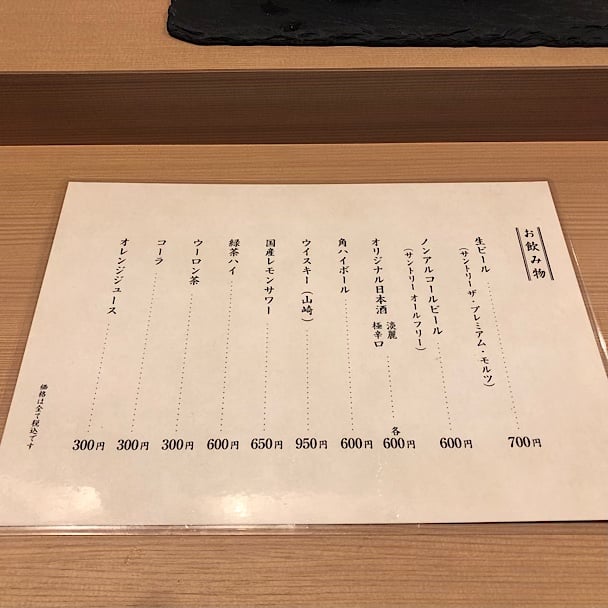 お飲み物
生ビール 700円
(サントリー ザ・プレミアム・モルツ)
ノンアルコールビール 600円
(サントリー オールフリー)
オリジナル日本酒 淡麗 極辛口 各600円
角ハイボール 600円
ウイスキー(山崎) 950円
国産レモンサワー 650円
緑茶ハイ 600円
ウーロン茶 300円
コーラ 300円
オレンジジュース 300円
価格は全て税込です